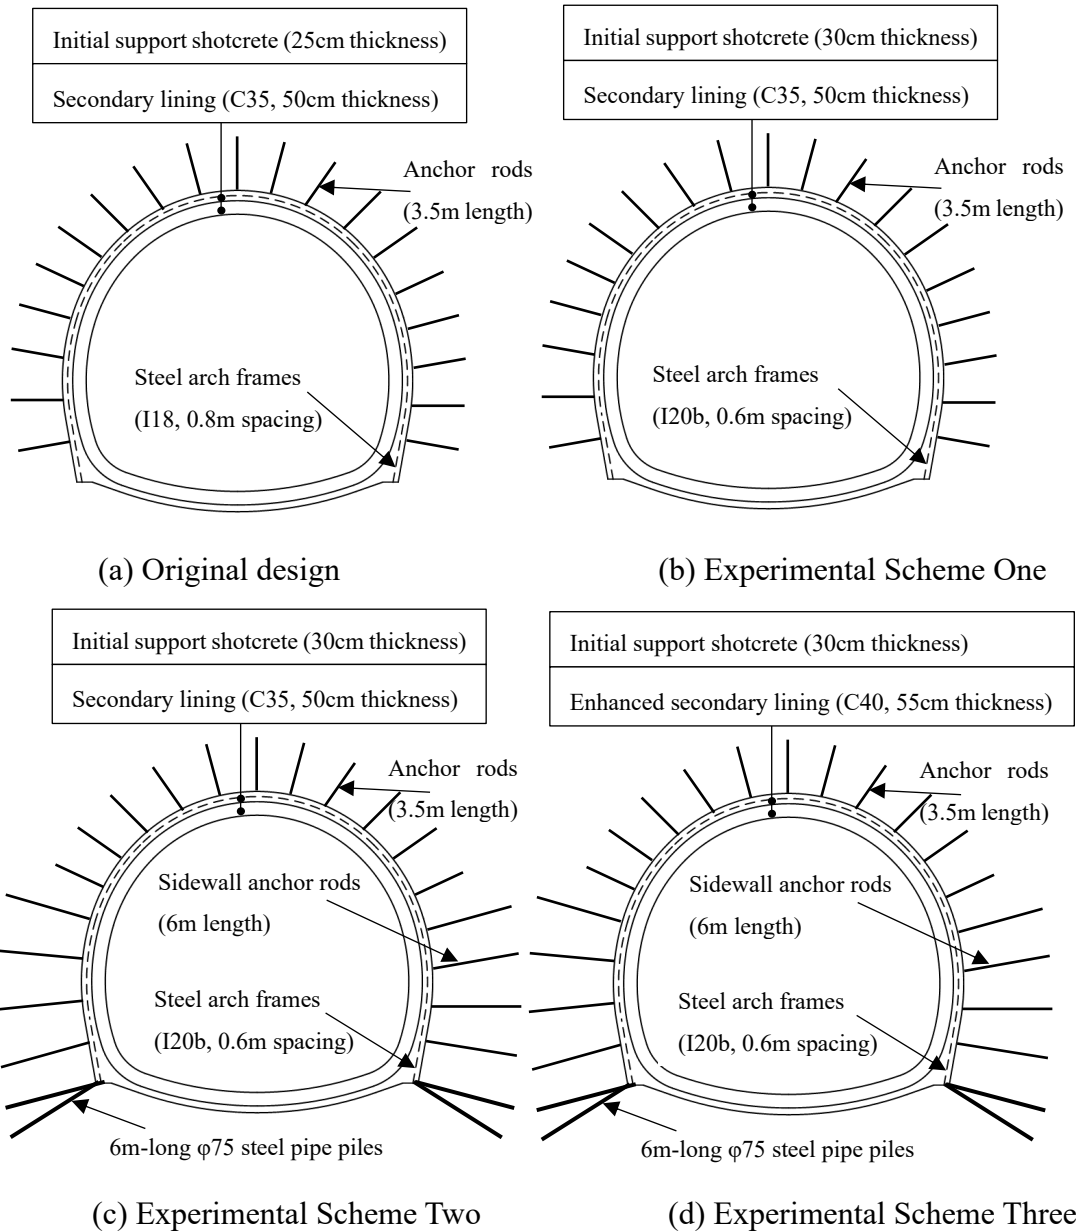 Initial support shotcrete (25cm thickness)
Secondary lining (C35, 50cm thickness)
Anchor rods
(3.5m length)
Steel arch frames
(I18, 0.8m spacing)
(a) Original design
Initial support shotcrete (30cm thickness)
Secondary lining (C35, 50cm thickness)
Anchor rods
(3.5m length)
Steel arch frames
(I20b, 0.6m spacing)
(b) Experimental Scheme One
Initial support shotcrete (30cm thickness)
Secondary lining (C35, 50cm thickness)
Anchor rods
(3.5m length)
Sidewall anchor rods
(6m length)
Steel arch frames
(I20b, 0.6m spacing)
6m-long φ75 steel pipe piles
(c) Experimental Scheme Two
Initial support shotcrete (30cm thickness)
Enhanced secondary lining (C40, 55cm thickness)
Anchor rods
(3.5m length)
Sidewall anchor rods
(6m length)
Steel arch frames
(I20b, 0.6m spacing)
6m-long φ75 steel pipe piles
(d) Experimental Scheme Three